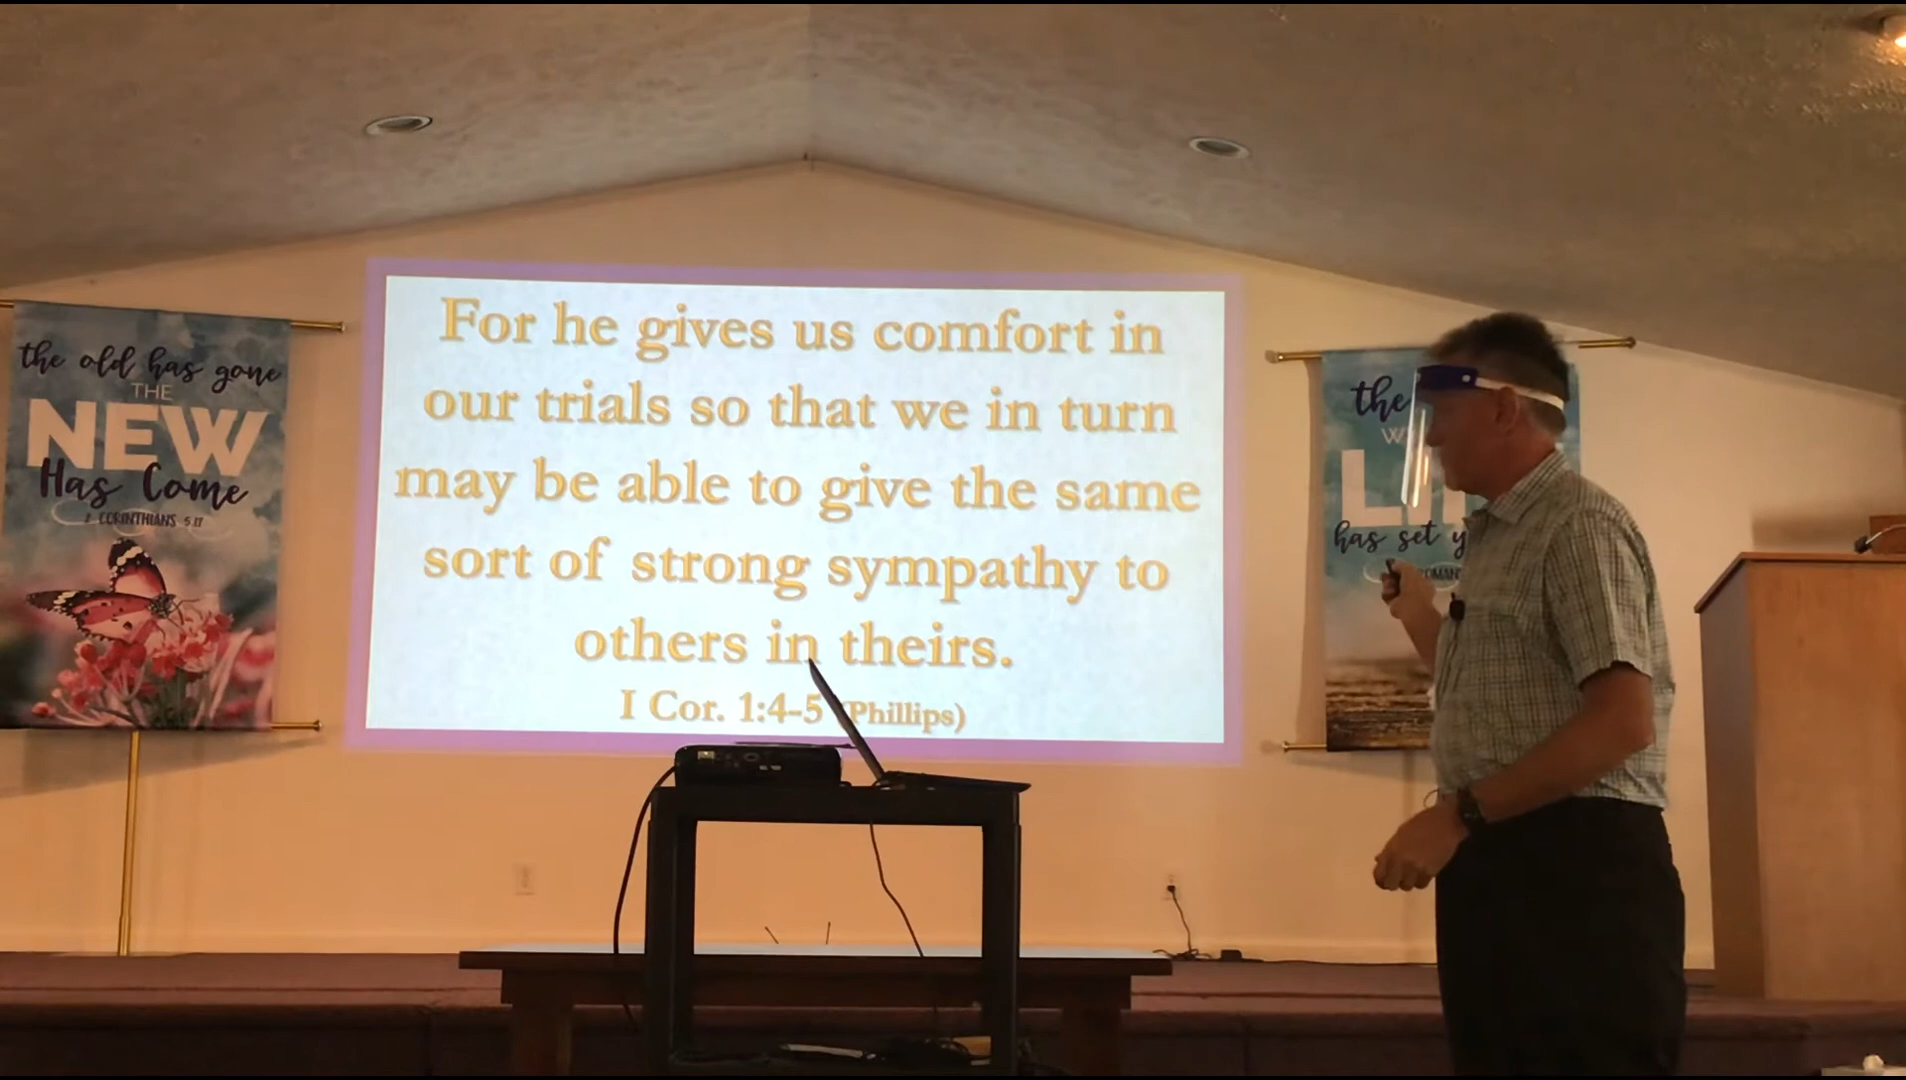 the old has gone
THE
NEW
Has Come
2 CORINTHIANS 5:17
For he gives us comfort in
our trials so that we in turn
may be able to give the same
sort of strong sympathy to
others in theirs.
I Cor. 1:4-5 (Phillips)
the
has set